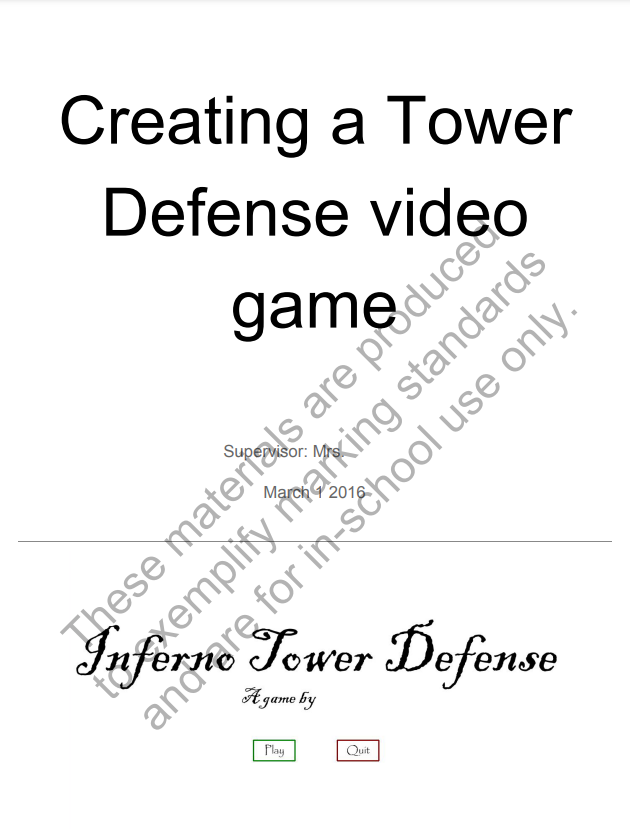 Creating a Tower
Defense video
game
Supervisor: Mrs.
March 1 2016
These materials are produced
to exemplify marking standards
and are for in-school use only.
Inferno Tower Defense
A game by
Play
Quit